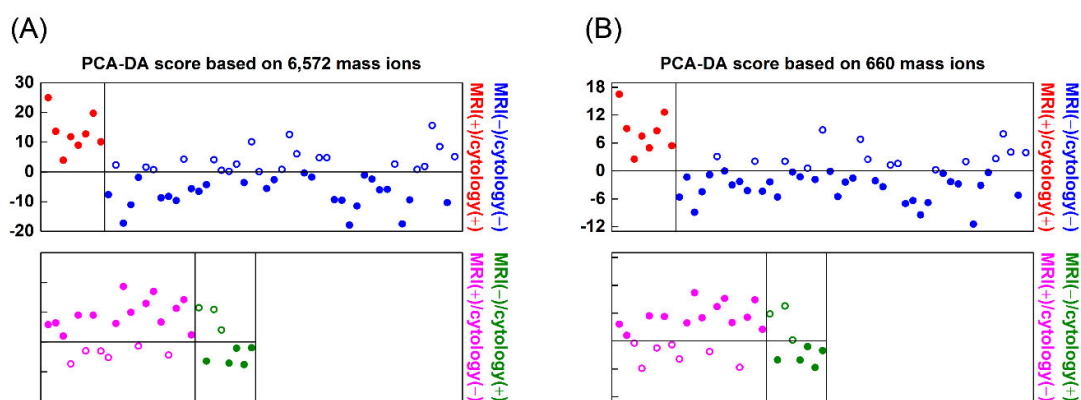 (A)
PCA-DA score based on 6,572 mass ions
30
20
10
0
-10
-20
MRI(+)/cytology(+)
MRI(−)/cytology(−)
MRI(+)/cytology(−)
MRI(−)/cytology(+)
(B)
PCA-DA score based on 660 mass ions
18
12
6
0
-6
-12
MRI(+)/cytology(+)
MRI(−)/cytology(−)
MRI(+)/cytology(−)
MRI(−)/cytology(+)